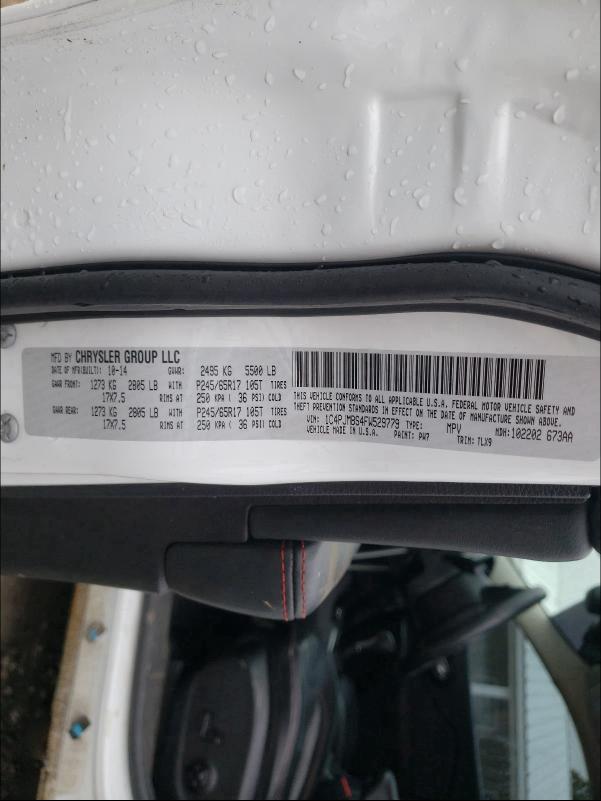 MFD BY CHRYSLER GROUP LLC
DATE OF MFR(BUILT): 10-14 GVWR: 2495 KG 5500 LB
GAWR FRONT: 1273 KG 2805 LB WITH P245/65R17 105T TIRES
17X7.5 RIMS AT 250 KPA ( 36 PSI) COLD
GAWR REAR: 1273 KG 2805 LB WITH P245/65R17 105T TIRES
17X7.5 RIMS AT 250 KPA ( 36 PSI) COLD
THIS VEHICLE CONFORMS TO ALL APPLICABLE U.S.A. FEDERAL MOTOR VEHICLE SAFETY AND
THEFT PREVENTION STANDARDS IN EFFECT ON THE DATE OF MANUFACTURE SHOWN ABOVE.
VIN: 1C4PJMBS4FW529779 TYPE: MPV MDH: 102202 673AA
VEHICLE MADE IN U.S.A. PAINT: PW7 TRIM: TLX9